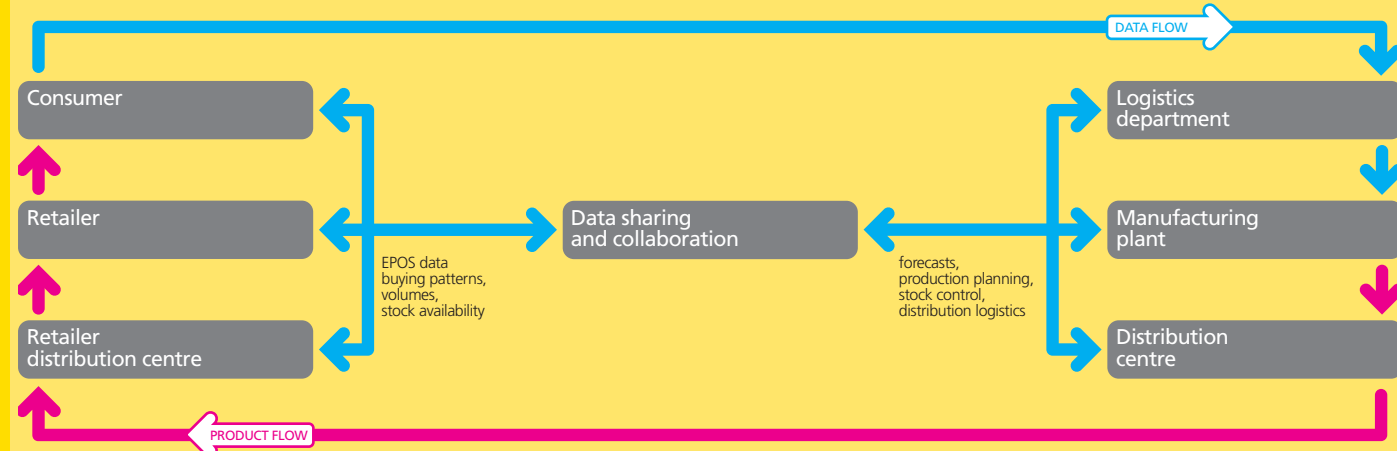 DATA FLOW
Consumer
Logistics
department
Retailer
Data sharing
and collaboration
Manufacturing
plant
EPOS data
buying patterns,
volumes,
stock availability
forecasts,
production planning,
stock control,
distribution logistics
Retailer
distribution centre
Distribution
centre
PRODUCT FLOW